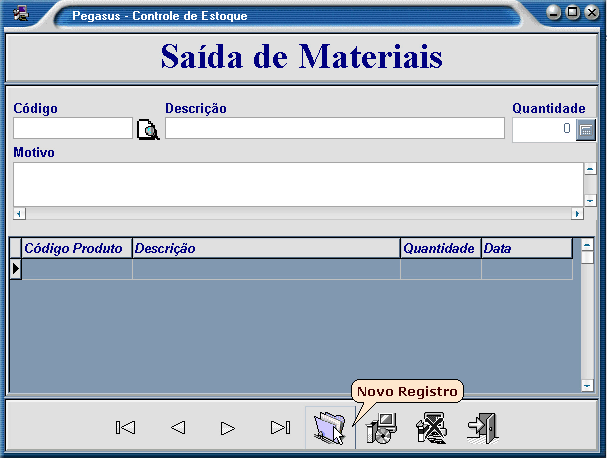 Pegasus - Controle de Estoque
Saída de Materiais
Código Descrição Quantidade
0
Motivo
Código Produto Descrição Quantidade Data
Novo Registro